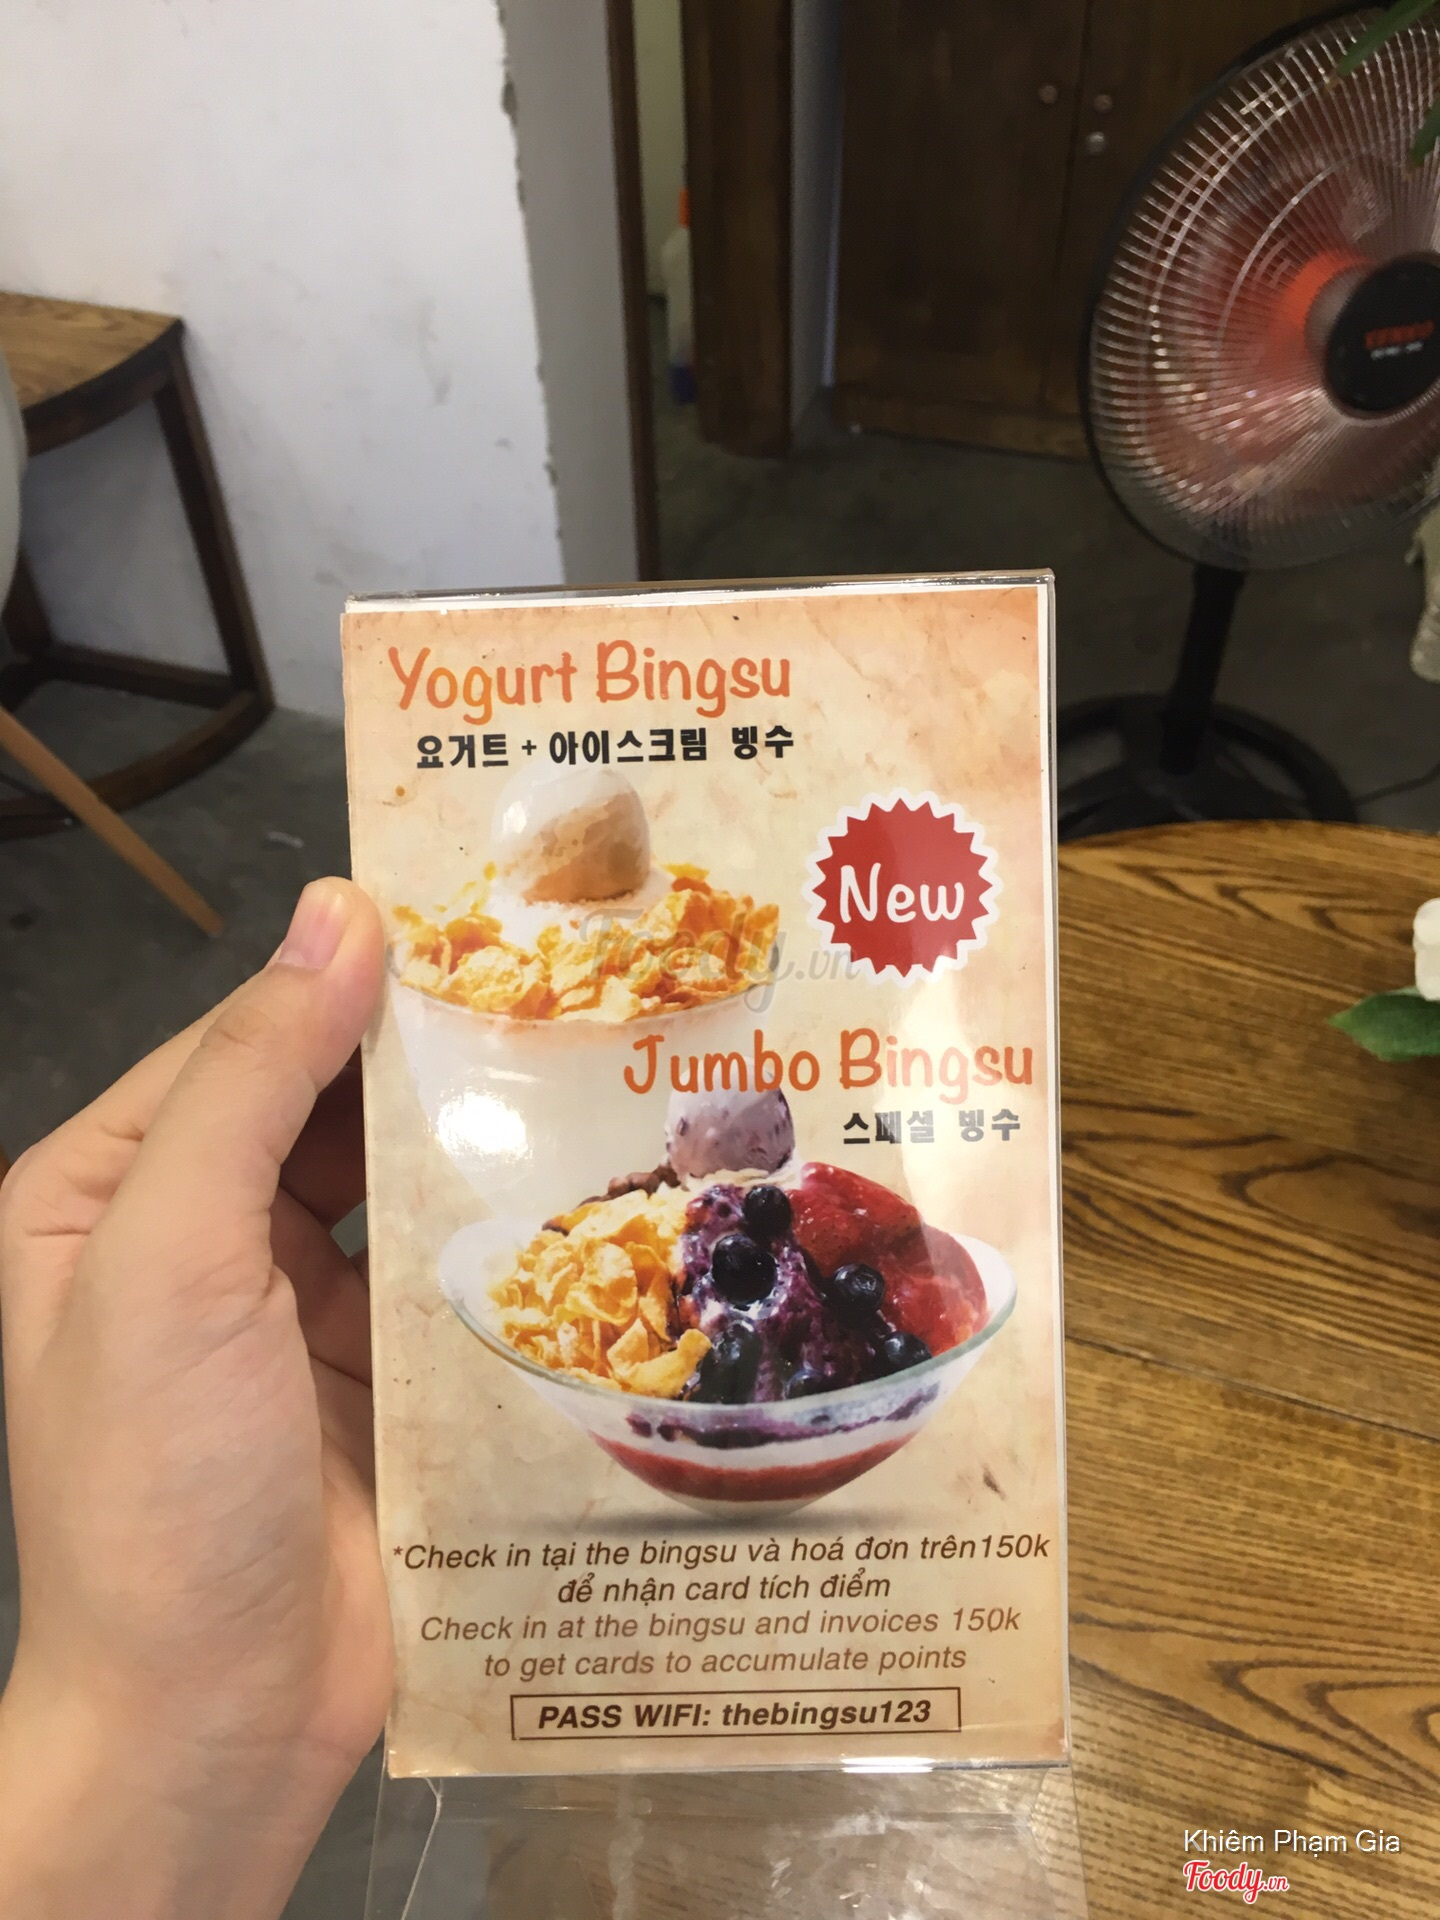 Yogurt Bingsu
요거트 + 아이스크림 빙수
New
Foody.vn
Jumbo Bingsu
스페셜 빙수
*Check in tại the bingsu và hoá đơn trên150k
để nhận card tích điểm
Check in at the bingsu and invoices 150k
to get cards to accumulate points
PASS WIFI: thebingsu123
Khiêm Phạm Gia
Foody.vn